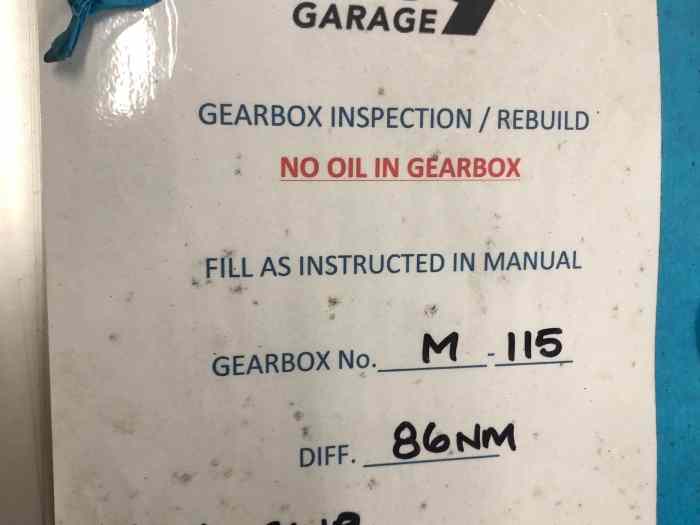 GARAGE
GEARBOX INSPECTION / REBUILD
NO OIL IN GEARBOX
FILL AS INSTRUCTED IN MANUAL
GEARBOX No. M - 115
DIFF. 86NM